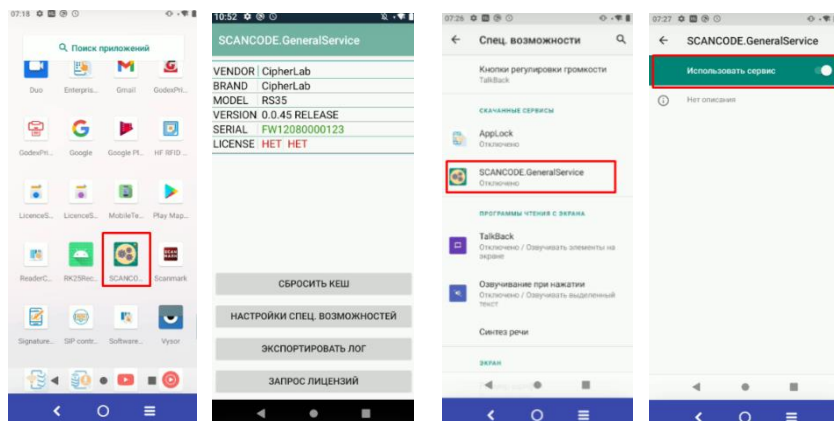 07:18
Поиск приложений
Duo
Enterpris...
Gmail
GodexPri...
GodexPri...
Google
Google Pl...
HF RFID ...
LicenceS...
LicenceS...
MobileTe...
Play Мар...
ReaderC...
RK25Rec...
SCANCO...
Scanmark
Signature...
SIP contr...
Software...
Vysor
10:52
SCANCODE.GeneralService
VENDOR CipherLab
BRAND CipherLab
MODEL RS35
VERSION 0.0.45 RELEASE
SERIAL FW12080000123
LICENSE НЕТ НЕТ
СБРОСИТЬ КЕШ
НАСТРОЙКИ СПЕЦ. ВОЗМОЖНОСТЕЙ
ЭКСПОРТИРОВАТЬ ЛОГ
ЗАПРОС ЛИЦЕНЗИЙ
07:26
Спец. возможности
Кнопки регулировки громкости
TalkBack
СКАЧАННЫЕ СЕРВИСЫ
AppLock
Отключено
SCANCODE.GeneralService
Отключено
ПРОГРАММЫ ЧТЕНИЯ С ЭКРАНА
TalkBack
Отключено / Озвучивать элементы на
экране
Озвучивание при нажатии
Отключено / Озвучивать выделенный
текст
Синтез речи
ЭКРАН
07:27
SCANCODE.GeneralService
Использовать сервис
Нет описания